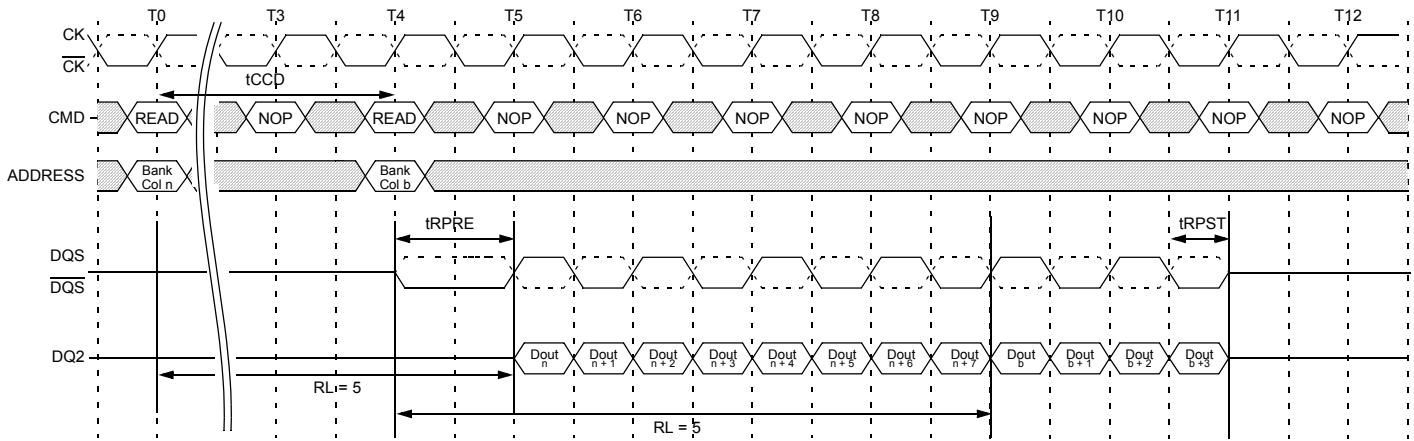 T0 T3 T4 T5 T6 T7 T8 T9 T10 T11 T12
CK
CK
tCCD
CMD READ NOP READ NOP NOP NOP NOP NOP NOP NOP NOP
ADDRESS Bank Col n Bank Col b
tRPRE tRPST
DQS
DQS
DQ2 Dout n Dout n + 1 Dout n + 2 Dout n + 3 Dout n + 4 Dout n + 5 Dout n + 6 Dout n + 7 Dout b Dout b + 1 Dout b + 2 Dout b +3
RL = 5
RL = 5